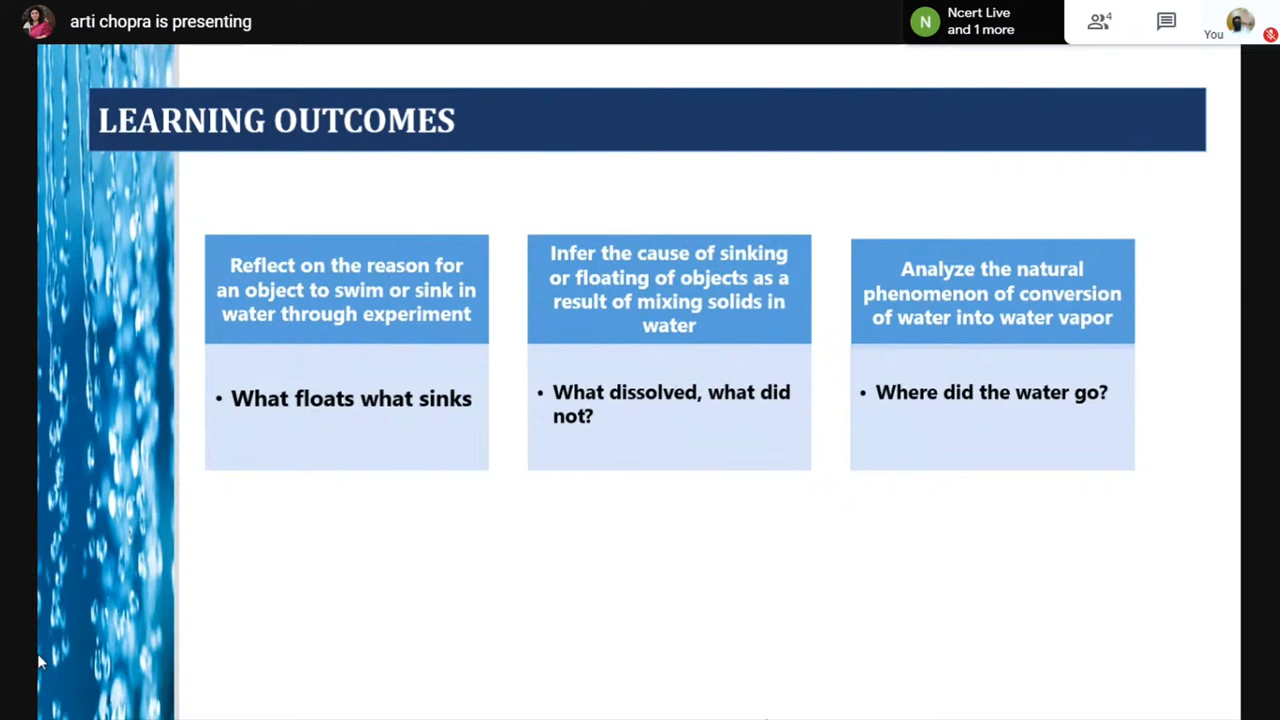 arti chopra is presenting
N
Ncert Live
and 1 more
4
You
LEARNING OUTCOMES
Reflect on the reason for
an object to swim or sink in
water through experiment
• What floats what sinks
Infer the cause of sinking
or floating of objects as a
result of mixing solids in
water
• What dissolved, what did
not?
Analyze the natural
phenomenon of conversion
of water into water vapor
• Where did the water go?